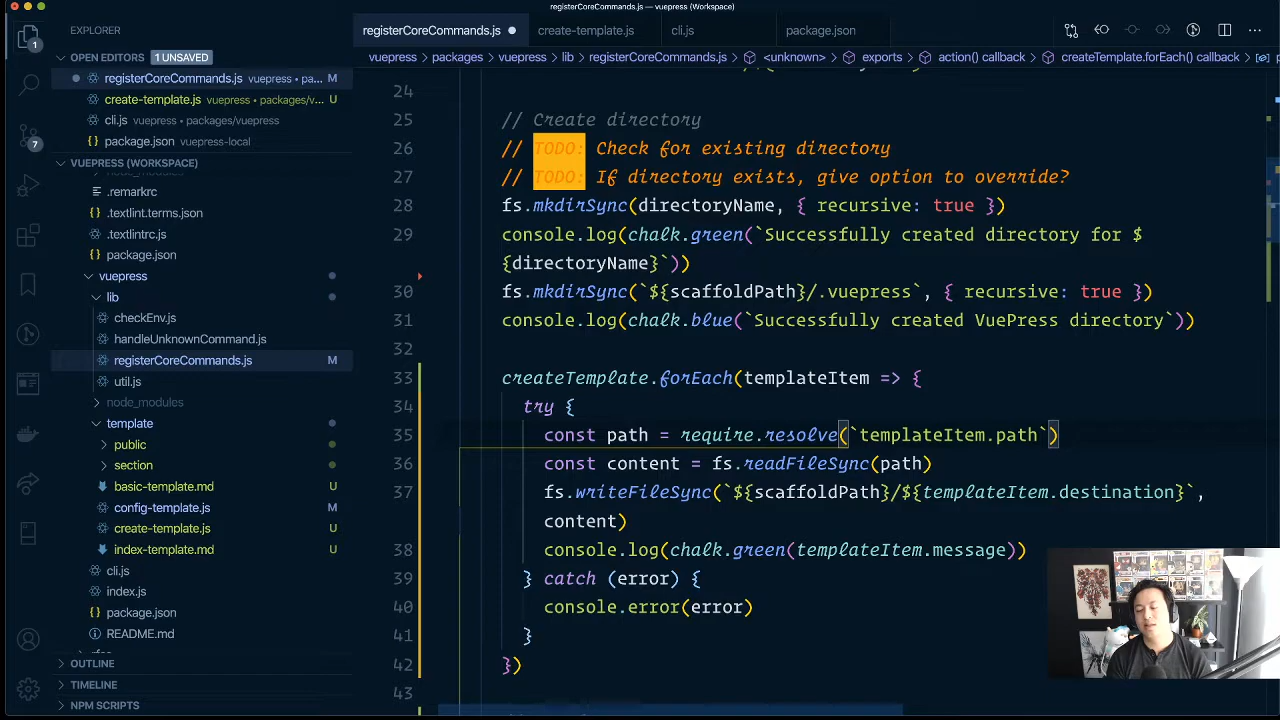 registerCoreCommands.js — vuepress (Workspace)
EXPLORER
registerCoreCommands.js
create-template.js
cli.js
package.json
OPEN EDITORS 1 UNSAVED
vuepress > packages > vuepress > lib > registerCoreCommands.js > <unknown> > exports > action() callback > createTemplate.forEach() callback >
registerCoreCommands.js vuepress • pa... M
create-template.js vuepress • packages/v... U
cli.js vuepress • packages/vuepress
package.json vuepress-local
VUEPRESS (WORKSPACE)
.remarkrc
.textlint.terms.json
.textlintrc.js
package.json
vuepress
lib
checkEnv.js
handleUnknownCommand.js
registerCoreCommands.js M
util.js
node_modules
template
public
section
basic-template.md U
config-template.js M
create-template.js U
index-template.md U
cli.js
index.js
package.json
README.md
OUTLINE
TIMELINE
NPM SCRIPTS
1
7
24
25 // Create directory
26 // TODO: Check for existing directory
27 // TODO: If directory exists, give option to override?
28 fs.mkdirSync(directoryName, { recursive: true })
29 console.log(chalk.green(`Successfully created directory for $
{directoryName}`))
30 fs.mkdirSync(`${scaffoldPath}/.vuepress`, { recursive: true })
31 console.log(chalk.blue(`Successfully created VuePress directory`))
32
33 createTemplate.forEach(templateItem => {
34 try {
35 const path = require.resolve(`templateItem.path`)
36 const content = fs.readFileSync(path)
37 fs.writeFileSync(`${scaffoldPath}/${templateItem.destination}`,
content)
38 console.log(chalk.green(templateItem.message))
39 } catch (error) {
40 console.error(error)
41 }
42 })
43